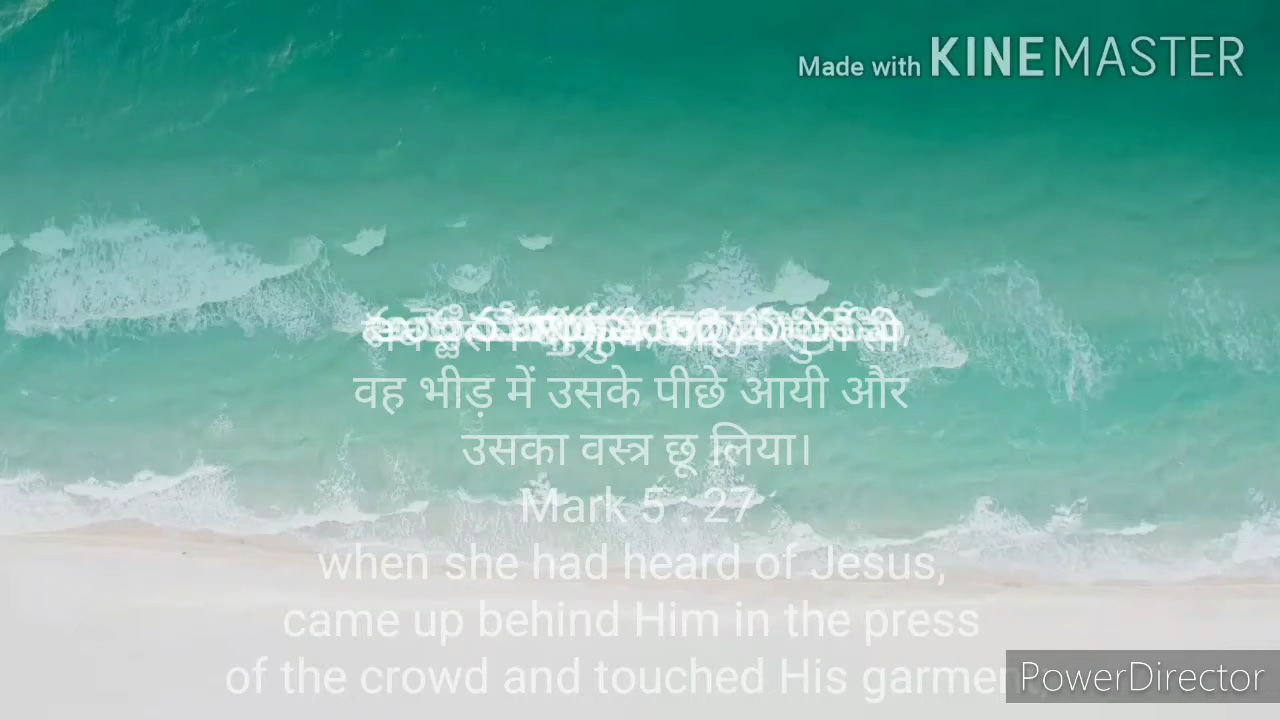 Made with KINEMASTER
वह भीड़ में उसके पीछे आयी और
उसका वस्त्र छू लिया।
Mark 5 : 27
when she had heard of Jesus,
came up behind Him in the press
of the crowd and touched His garment,
PowerDirector